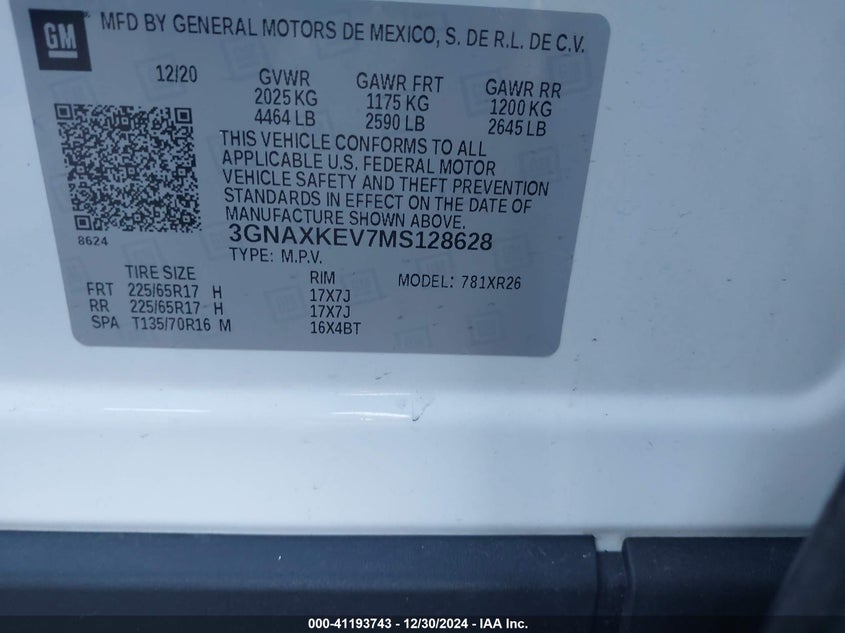 GM MFD BY GENERAL MOTORS DE MEXICO, S. DE R.L. DE C.V.
12/20 GVWR GAWR FRT GAWR RR
2025 KG 1175 KG 1200 KG
4464 LB 2590 LB 2645 LB
THIS VEHICLE CONFORMS TO ALL
APPLICABLE U.S. FEDERAL MOTOR
VEHICLE SAFETY AND THEFT PREVENTION
STANDARDS IN EFFECT ON THE DATE OF
MANUFACTURE SHOWN ABOVE.
8624 3GNAXKEV7MS128628
TYPE: M.P.V.
TIRE SIZE RIM MODEL: 781XR26
FRT 225/65R17 H 17X7J
RR 225/65R17 H 17X7J
SPA T135/70R16 M 16X4BT
000-41193743 - 12/30/2024 - IAA Inc.